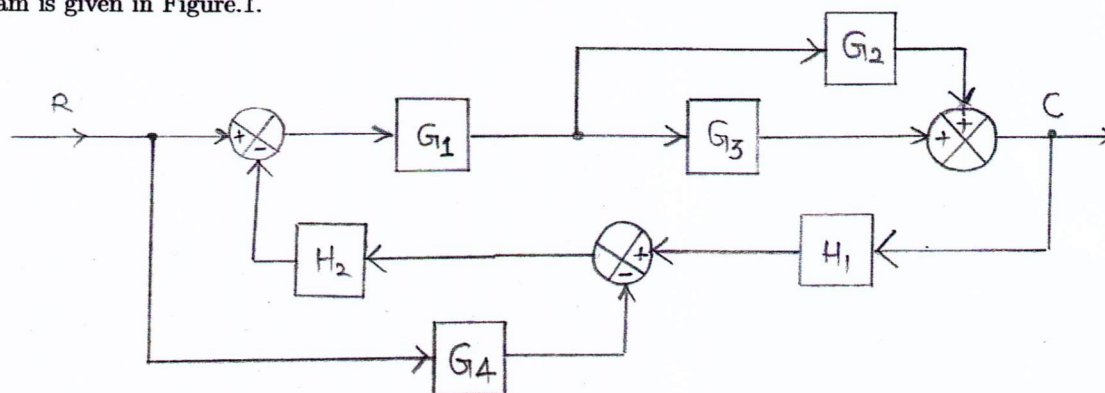 am is given in Figure.1.
G₂
R
C
+
+ -
G₁
G₃
+
H₂
+
-
H₁
G₄